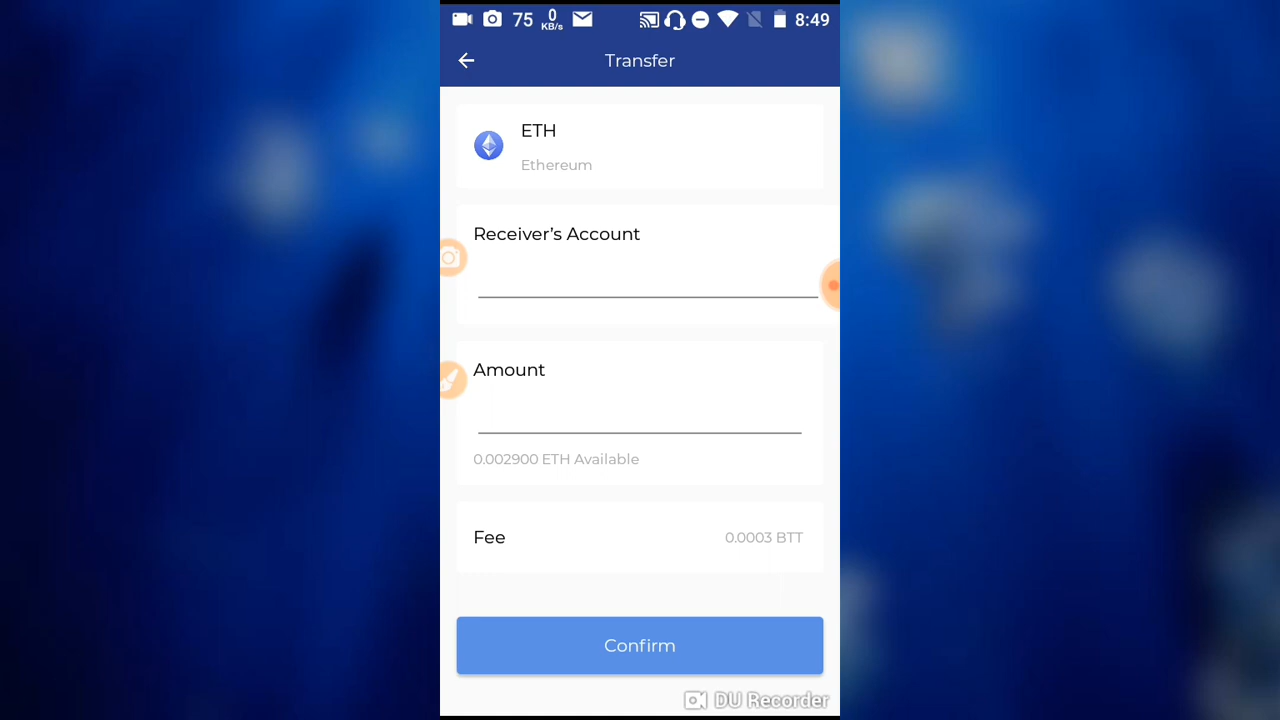 75 0 KB/s 8:49
Transfer
ETH
Ethereum
Receiver’s Account
Amount
0.002900 ETH Available
Fee 0.0003 BTT
Confirm
DU Recorder